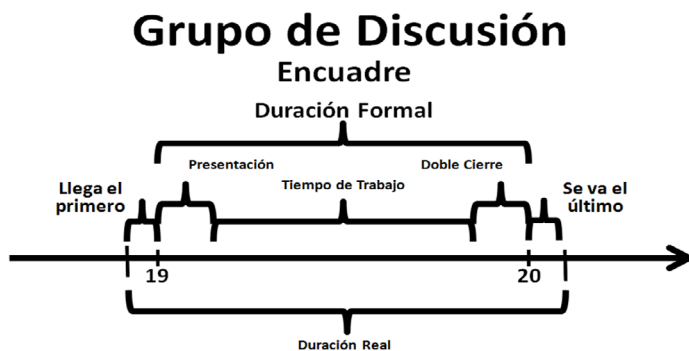 Grupo de Discusión
Encuadre
Duración Formal
Presentación
Doble Cierre
Llega el
primero
Tiempo de Trabajo
Se va el
último
19
20
Duración Real